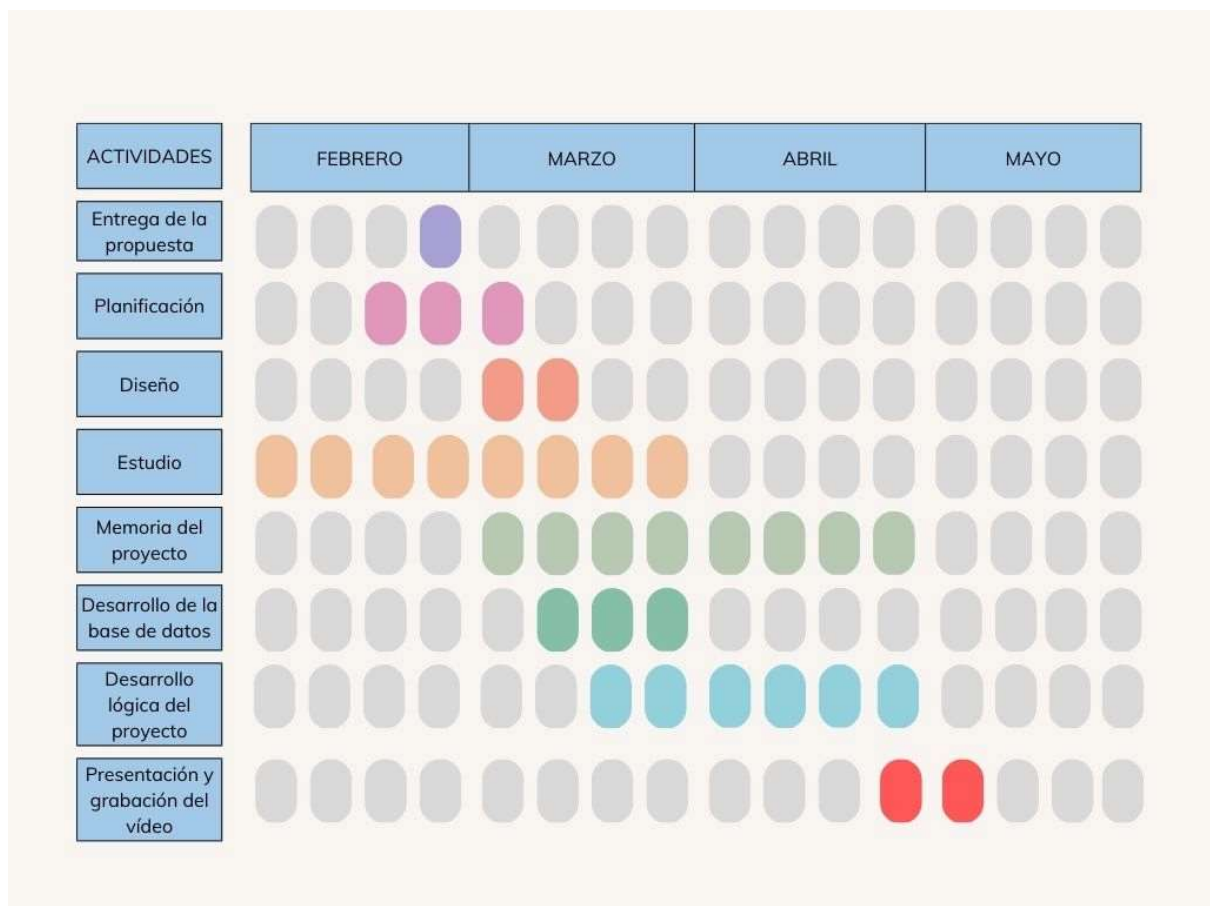 ACTIVIDADES
FEBRERO
MARZO
ABRIL
MAYO
Entrega de la
propuesta
Planificación
Diseño
Estudio
Memoria del
proyecto
Desarrollo de la
base de datos
Desarrollo
lógica del
proyecto
Presentación y
grabación del
vídeo